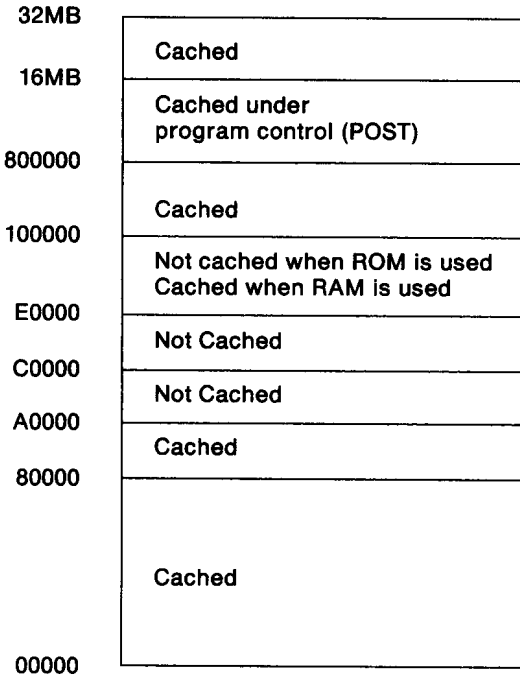 32MB
Cached
16MB
Cached under
program control (POST)
800000
Cached
100000
Not cached when ROM is used
Cached when RAM is used
E0000
Not Cached
C0000
Not Cached
A0000
Cached
80000
Cached
00000